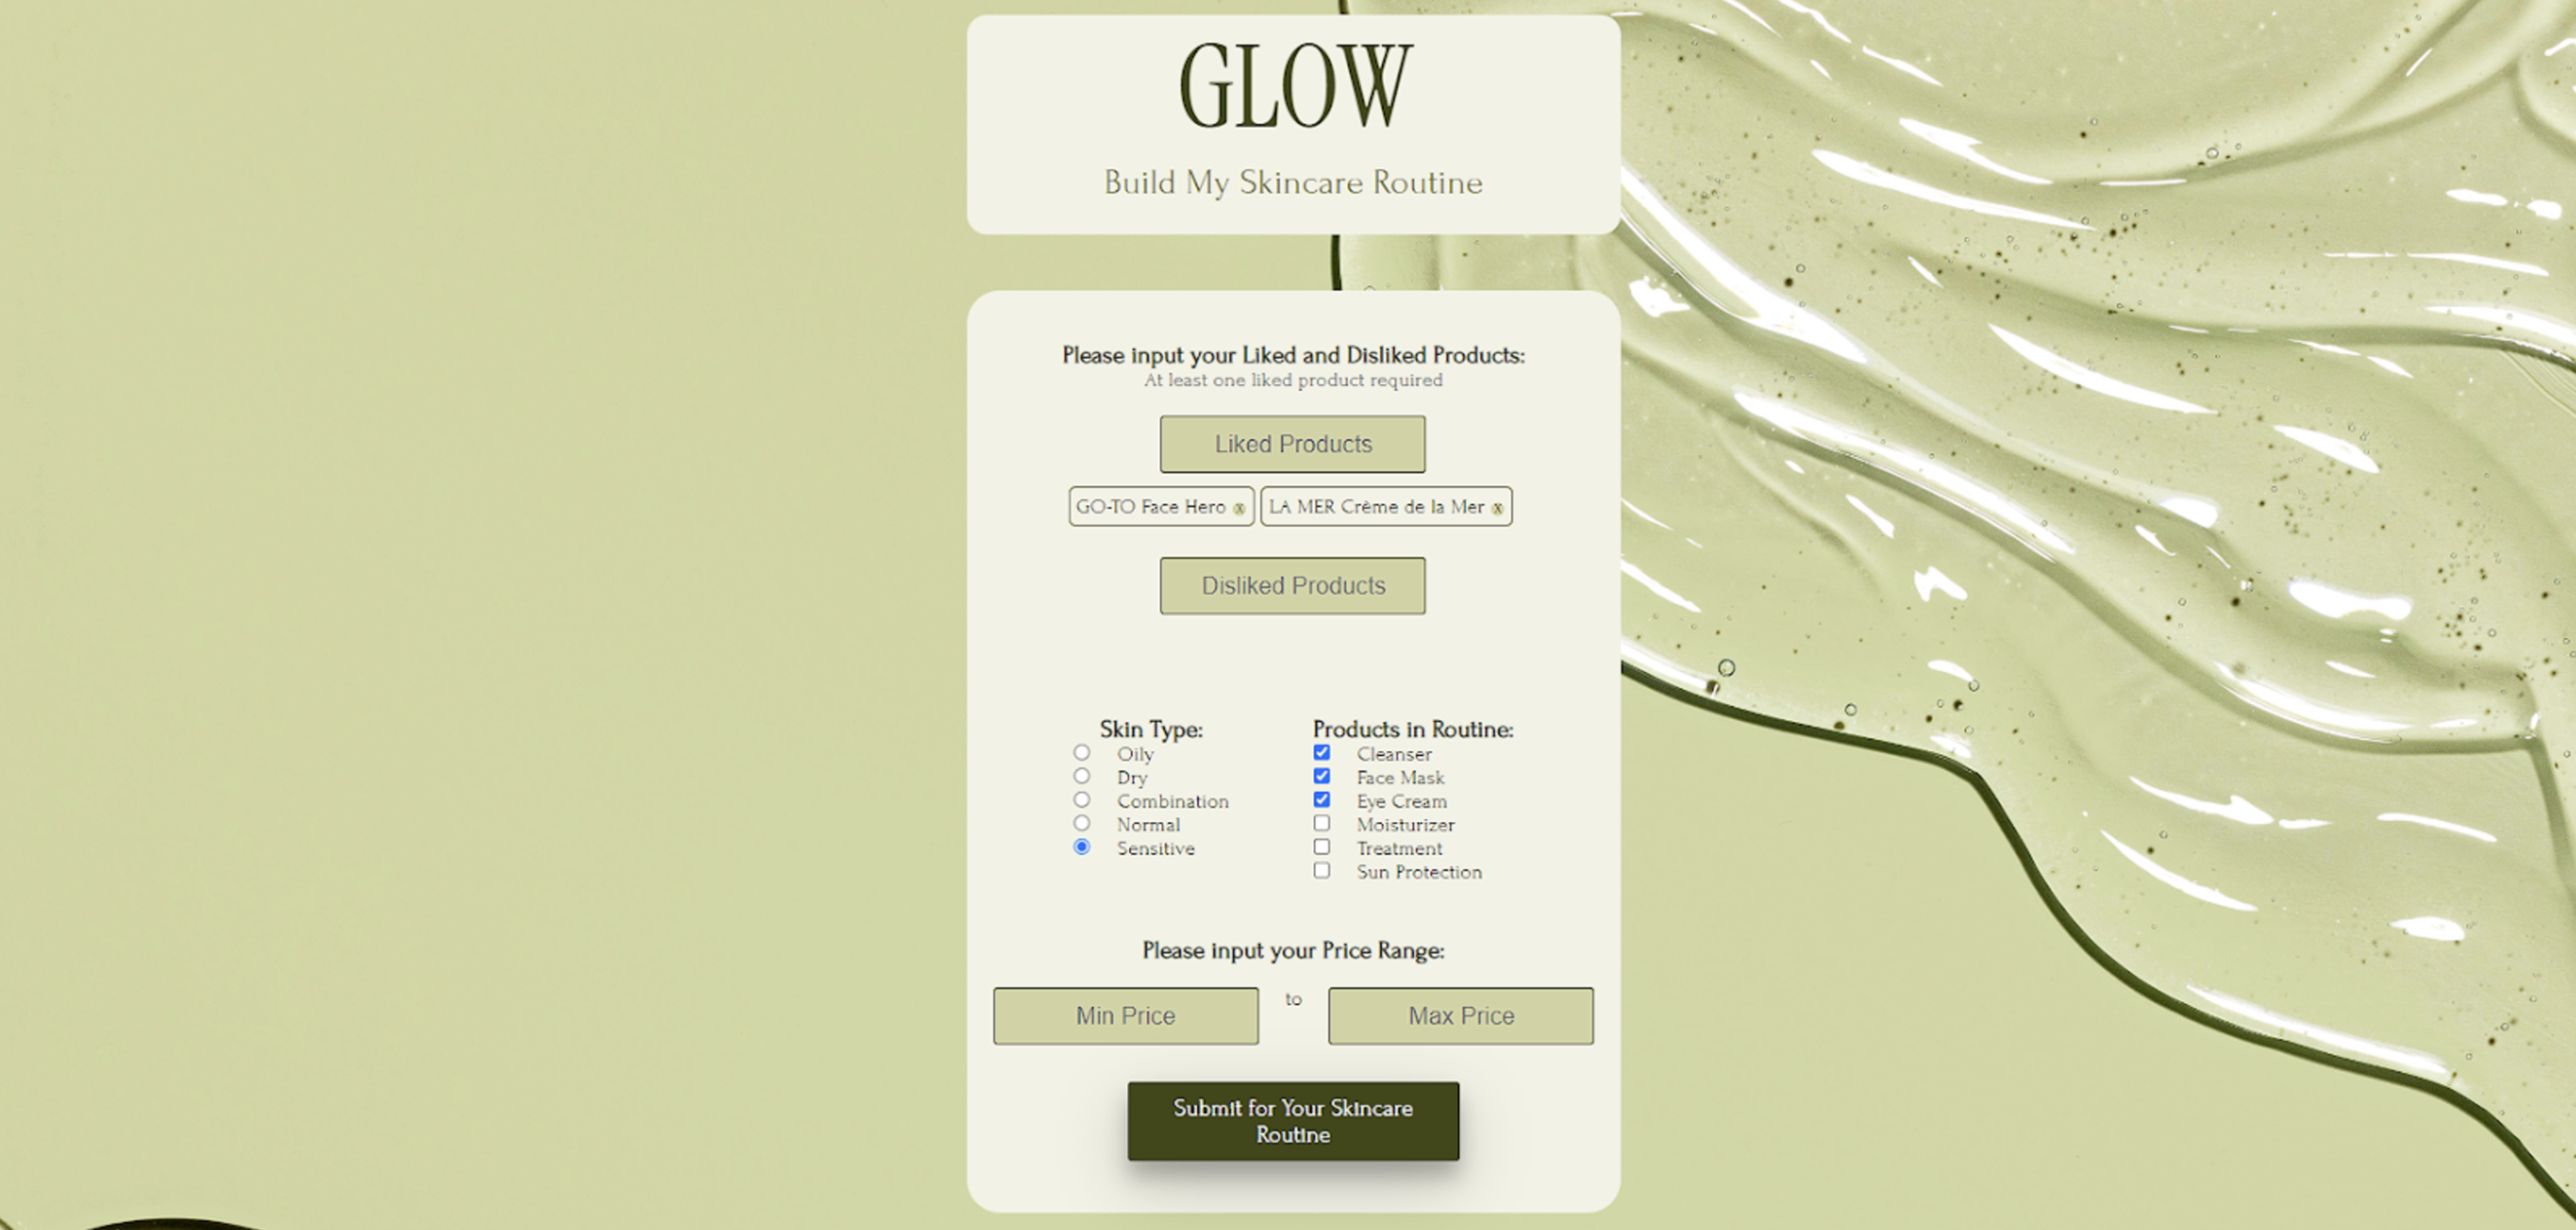 GLOW
Build My Skincare Routine
Please input your Liked and Disliked Products:
At least one liked product required
Liked Products
GO-TO Face Hero x LA MER Crème de la Mer x
Disliked Products
Skin Type:
Oily
Dry
Combination
Normal
Sensitive
Products in Routine:
Cleanser
Face Mask
Eye Cream
Moisturizer
Treatment
Sun Protection
Please input your Price Range:
Min Price to Max Price
Submit for Your Skincare
Routine